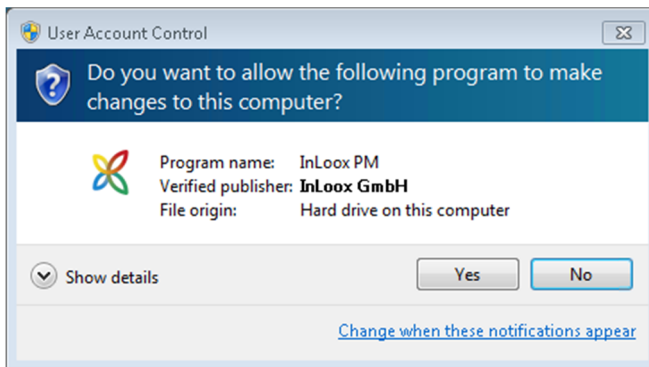 User Account Control
Do you want to allow the following program to make
changes to this computer?
Program name: InLoox PM
Verified publisher: InLoox GmbH
File origin: Hard drive on this computer
Show details
Yes
No
Change when these notifications appear